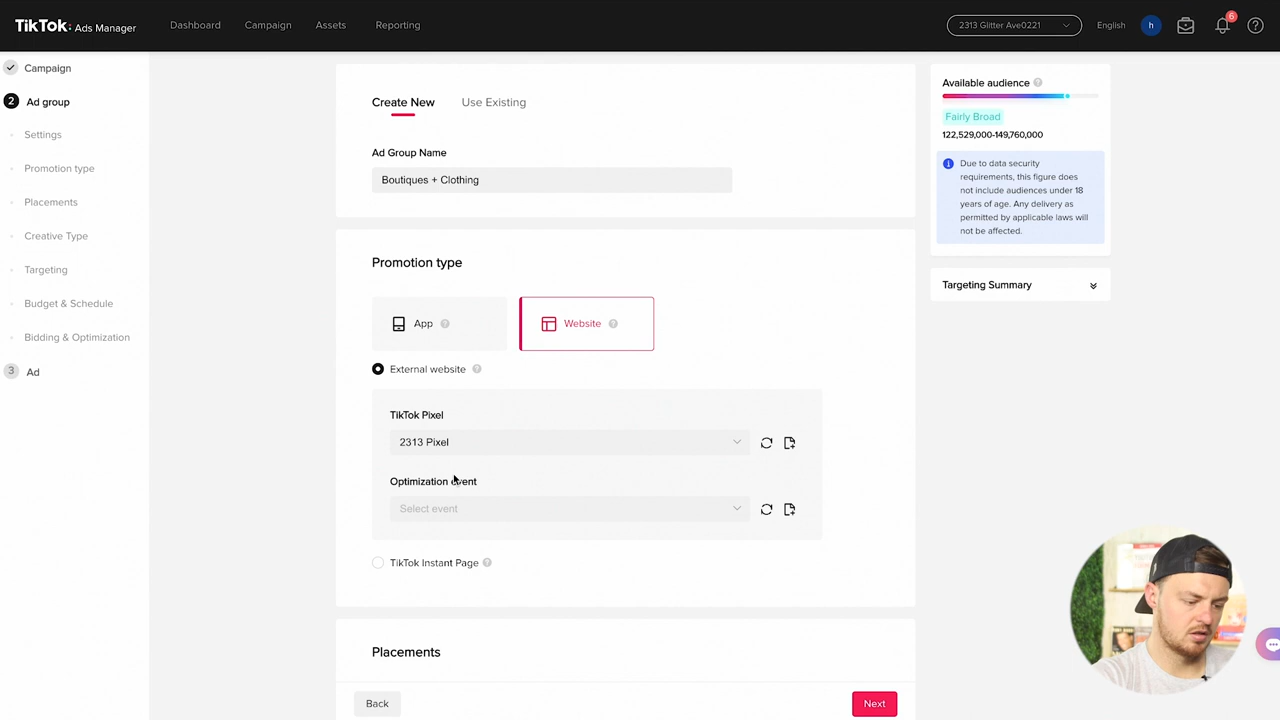 TikTok: Ads Manager
Dashboard
Campaign
Assets
Reporting
2313 Glitter Ave0221
English
h
6
Campaign
2 Ad group
Settings
Promotion type
Placements
Creative Type
Targeting
Budget & Schedule
Bidding & Optimization
3 Ad
Create New
Use Existing
Ad Group Name
Boutiques + Clothing
Promotion type
App
Website
External website
TikTok Pixel
2313 Pixel
Optimization event
Select event
TikTok Instant Page
Placements
Back
Next
Available audience
Fairly Broad
122,529,000-149,760,000
Due to data security
requirements, this figure does
not include audiences under 18
years of age. Any delivery as
permitted by applicable laws will
not be affected.
Targeting Summary